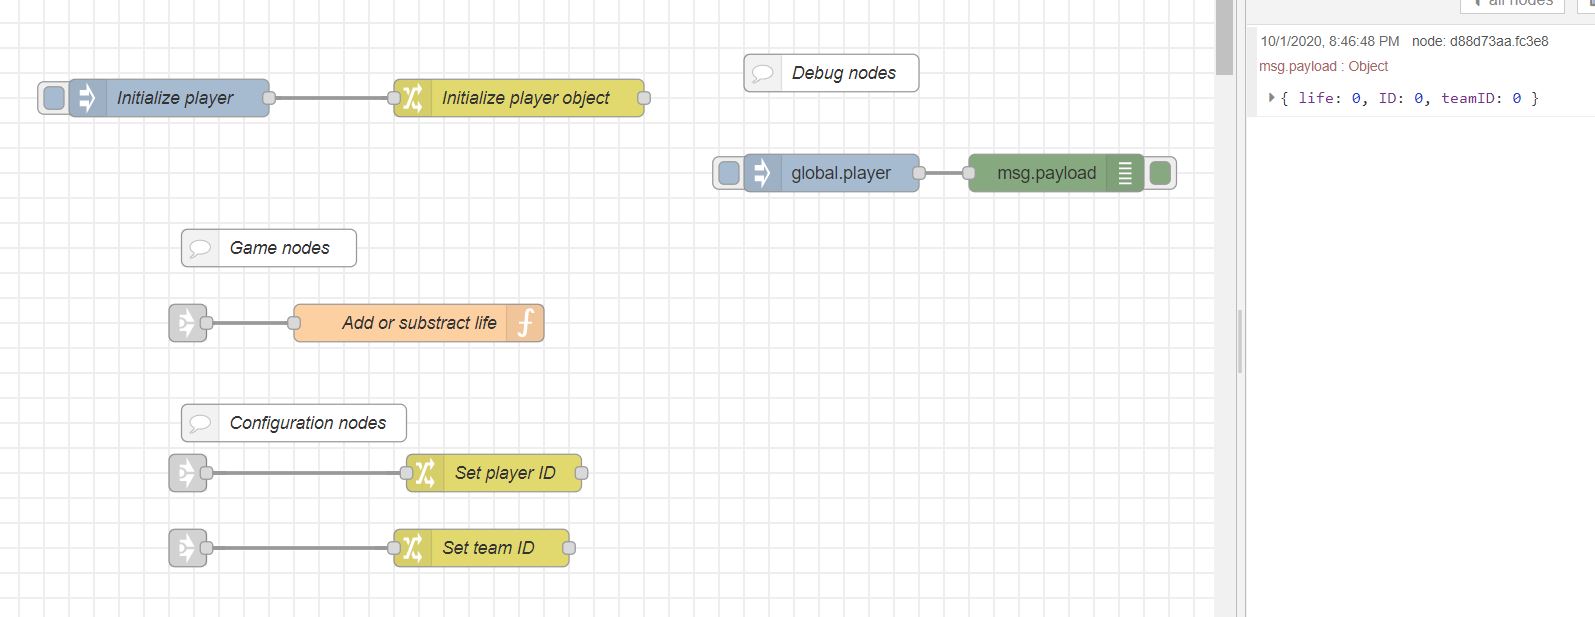 all nodes
10/1/2020, 8:46:48 PM node: d88d73aa.fc3e8
msg.payload : Object
{ life: 0, ID: 0, teamID: 0 }
Debug nodes
Initialize player
Initialize player object
global.player
msg.payload
Game nodes
Add or substract life
Configuration nodes
Set player ID
Set team ID